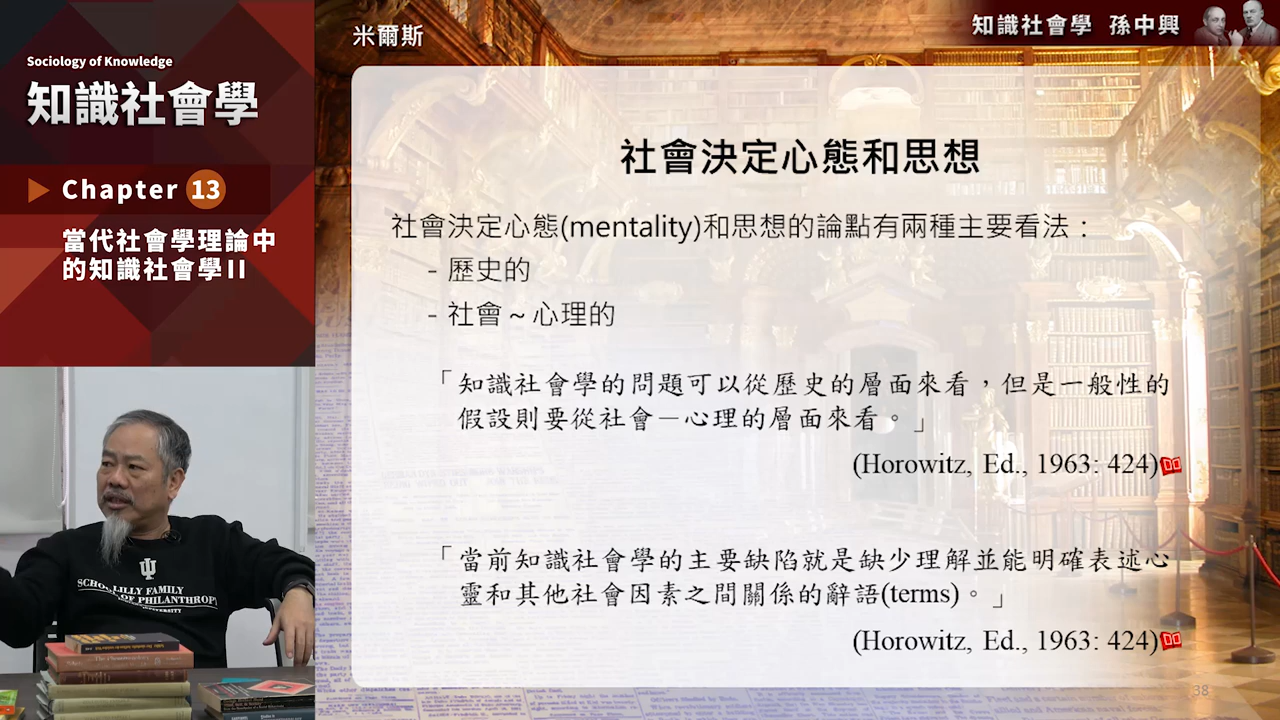 Sociology of Knowledge
知識社會學
Chapter 13
當代社會學理論中
的知識社會學II
米爾斯
知識社會學 孫中興
社會決定心態和思想
社會決定心態(mentality)和思想的論點有兩種主要看法：
- 歷史的
- 社會～心理的
「知識社會學的問題可以從歷史的層面來看，但是一般性的
假設則要從社會－心理的層面來看。」
(Horowitz, Ed., 1963: 424)
「當前知識社會學的主要缺陷就是缺少理解並能明確表述心
靈和其他社會因素之間關係的辭語(terms)。」
(Horowitz, Ed., 1963: 424)
38
LILLY FAMILY
OF PHILANTHROPY